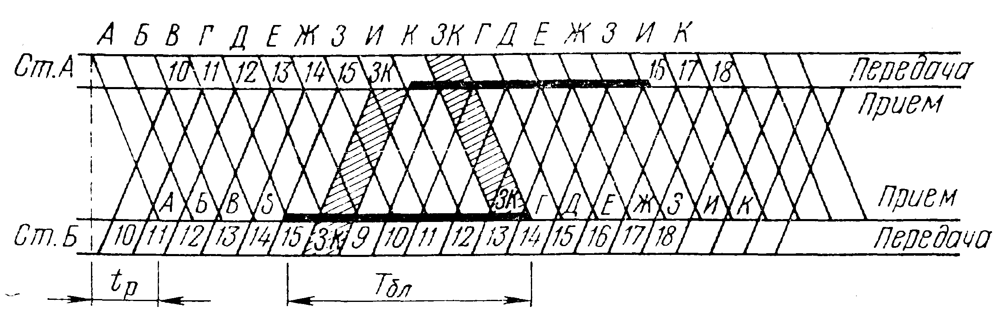 А Б В Г Д Е Ж З И К ЗК Г Д Е Ж З И К
Ст.А 10 11 12 13 14 15 ЗК 16 17 18 Передача
Прием
А Б В S ЗК Г Д Е Ж З И К Прием
Ст.Б 10 11 12 13 14 15 ЗК 9 10 11 12 13 14 15 16 17 18 Передача
tр Tбл